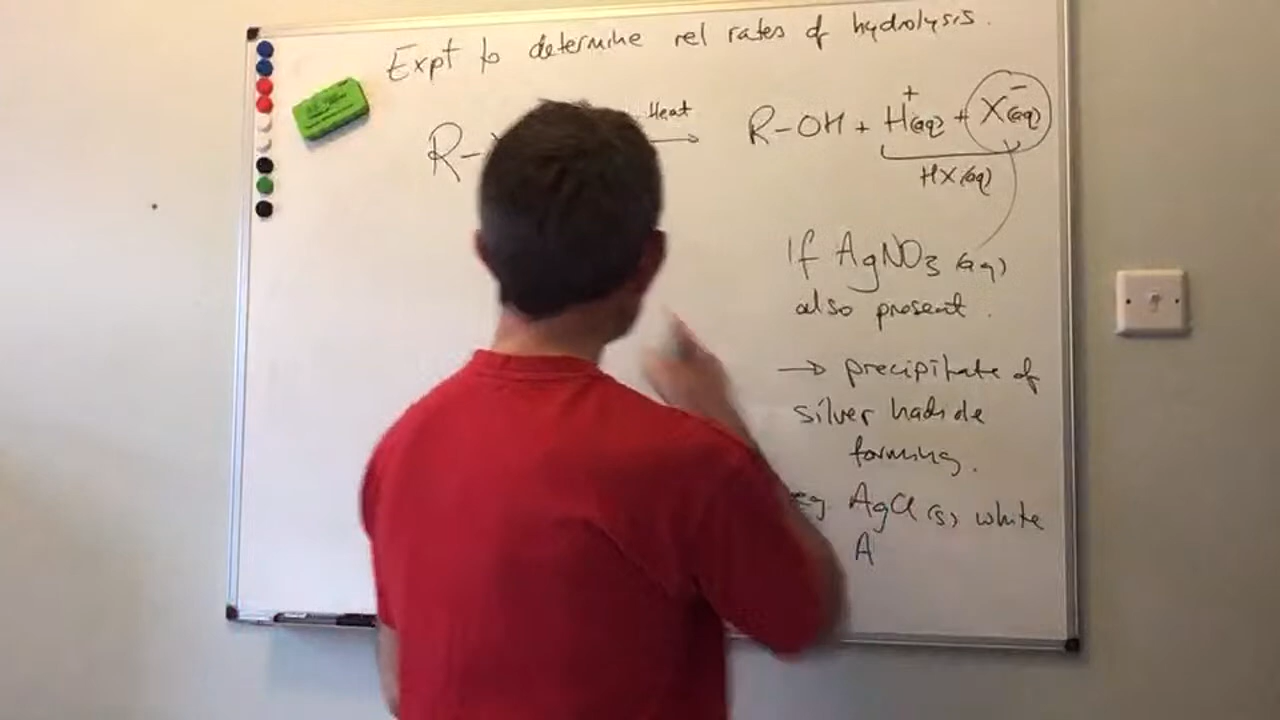 Expt to determine rel rates of hydrolysis.
R- Heat → R-OH + H⁺(aq) + X⁻(aq)
HX(aq)
If AgNO3 (aq)
also present.
→ precipitate of
silver halide
forming.
eg. AgCl (s) white
A